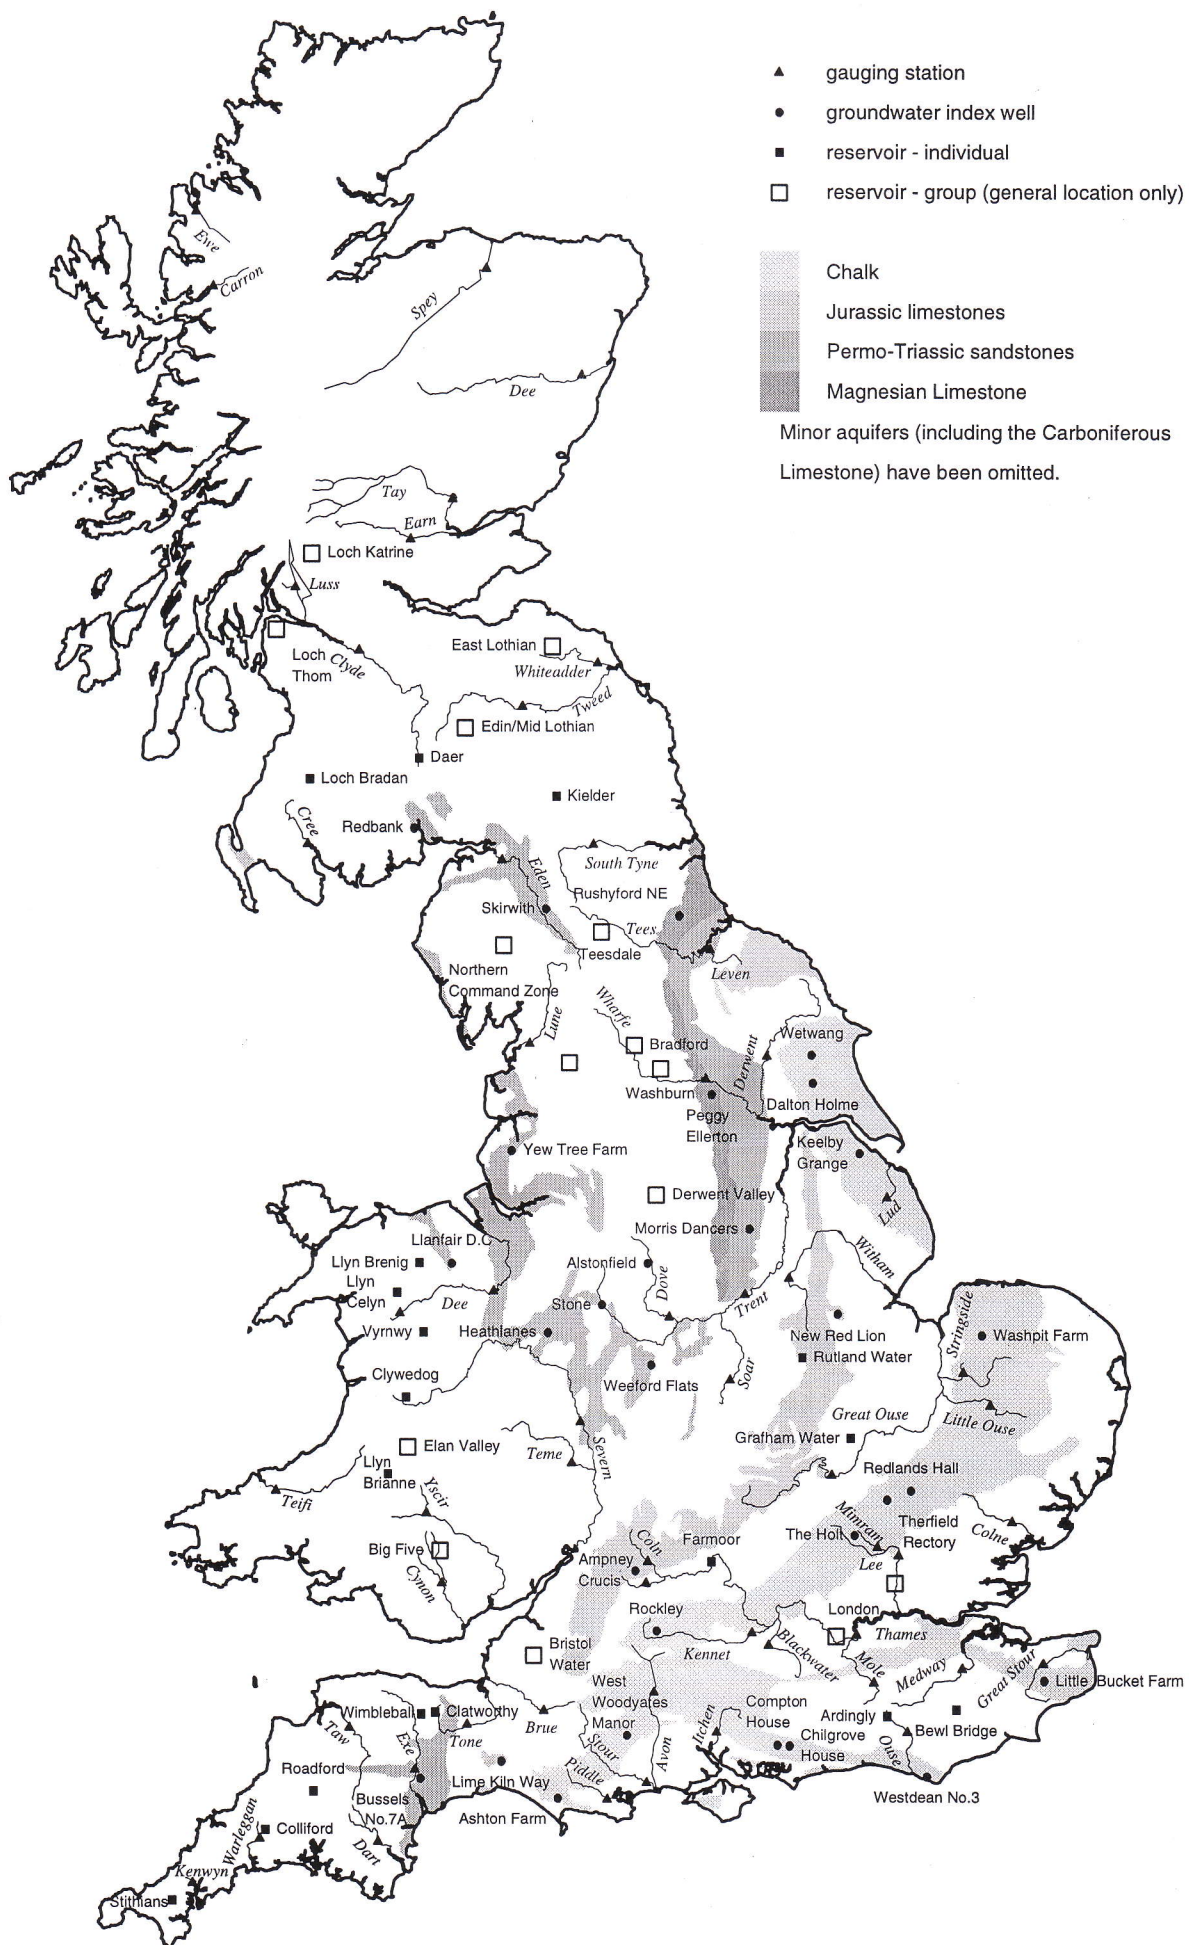 gauging station
groundwater index well
reservoir - individual
reservoir - group (general location only)
Chalk
Jurassic limestones
Permo-Triassic sandstones
Magnesian Limestone
Minor aquifers (including the Carboniferous
Limestone) have been omitted.
Ewe
Carron
Spey
Dee
Tay
Earn
Loch Katrine
Luss
East Lothian
Loch
Thom
Clyde
Whiteadder
Tweed
Edin/Mid Lothian
Daer
Loch Bradan
Kielder
Cree
Redbank
South Tyne
Eden
Rushyford NE
Skirwith
Tees
Teesdale
Leven
Northern
Command Zone
Wharfe
Lune
Wetwang
Bradford
Derwent
Washburn
Dalton Holme
Peggy
Ellerton
Keelby
Grange
Yew Tree Farm
Derwent Valley
Lud
Morris Dancers
Llanfair D.C
Witham
Llyn Brenig
Alstonfield
Llyn
Celyn
Dee
Dove
Stone
Trent
Stringside
Vyrnwy
Heathlanes
New Red Lion
Washpit Farm
Rutland Water
Clywedog
Weeford Flats
Soar
Great Ouse
Little Ouse
Grafham Water
Elan Valley
Teme
Severn
Llyn
Brianne
Redlands Hall
Yscir
Teifi
Mimram
Therfield
Rectory
Colne
The Holt
Coln
Farmoor
Big Five
Ampney
Crucis
Lee
Cynon
London
Rockley
Thames
Bristol
Water
Kennet
Blackwater
Mole
Medway
Great Stour
Little Bucket Farm
West
Woodyates
Manor
Compton
House
Wimbleball
Clatworthy
Itchen
Ardingly
Chilgrove
House
Bewl Bridge
Taw
Exe
Tone
Brue
Stour
Avon
Ouse
Roadford
Lime Kiln Way
Piddle
Bussels
No.7A
Ashton Farm
Westdean No.3
Warleggan
Colliford
Dart
Kenwyn
Stithians